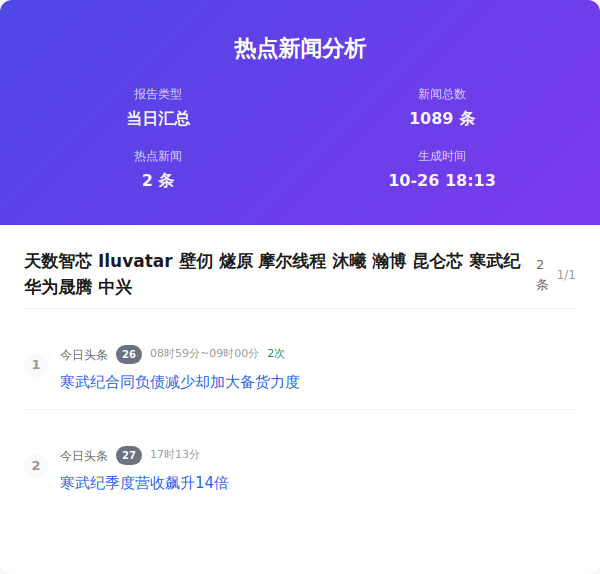 热点新闻分析
报告类型
新闻总数
当日汇总
1089 条
热点新闻
生成时间
2 条
10-26 18:13
天数智芯 Iluvatar 壁仞 燧原 摩尔线程 沐曦 瀚博 昆仑芯 寒武纪
华为晟腾 中兴
2
条
1/1
1
今日头条 26 08时59分~09时00分 2次
寒武纪合同负债减少却加大备货力度
2
今日头条 27 17时13分
寒武纪季度营收飙升14倍